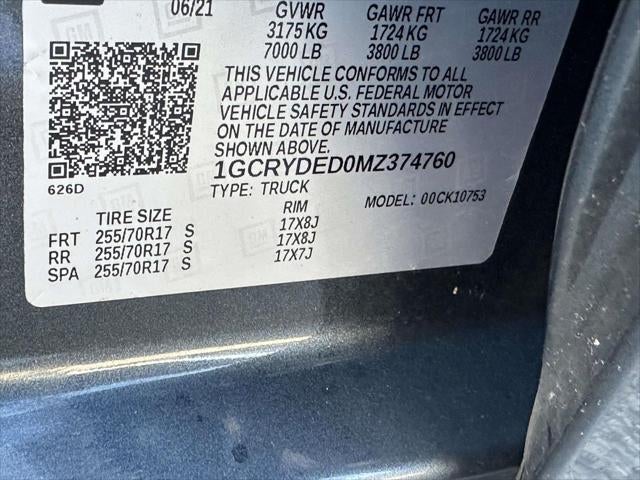 06/21 GVWR GAWR FRT GAWR RR
3175 KG 1724 KG 1724 KG
7000 LB 3800 LB 3800 LB
THIS VEHICLE CONFORMS TO ALL
APPLICABLE U.S. FEDERAL MOTOR
VEHICLE SAFETY STANDARDS IN EFFECT
ON THE DATE OF MANUFACTURE
SHOWN ABOVE.
1GCRYDED0MZ374760
626D
TYPE: TRUCK MODEL: 00CK10753
TIRE SIZE RIM
FRT 255/70R17 S 17X8J
RR 255/70R17 S 17X8J
SPA 255/70R17 S 17X7J